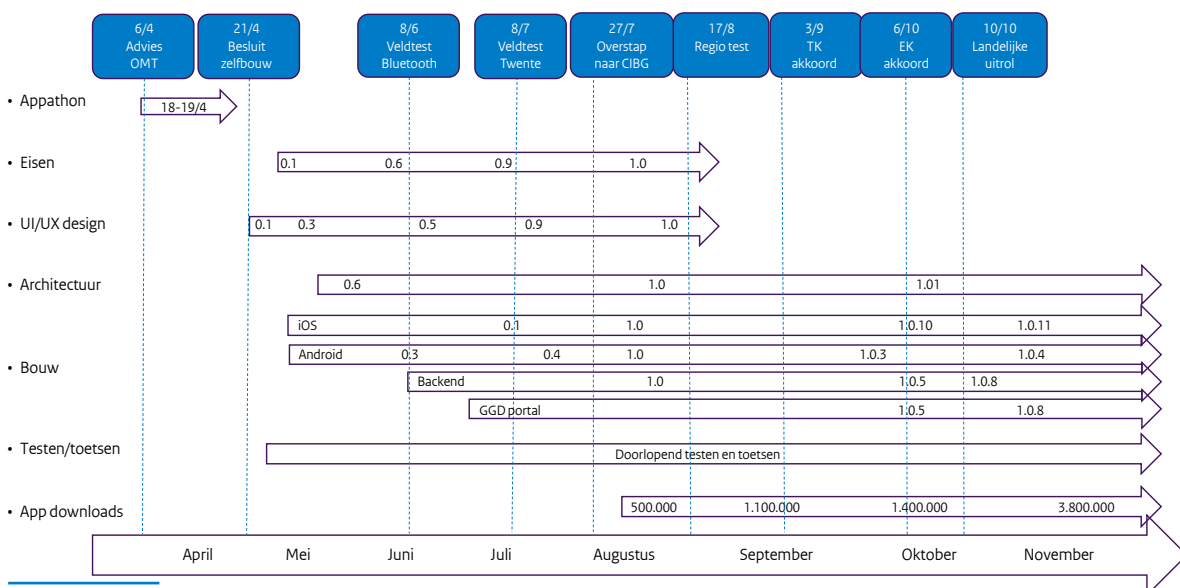 6/4
Advies
OMT
21/4
Besluit
zelfbouw
8/6
Veldtest
Bluetooth
8/7
Veldtest
Twente
27/7
Overstap
naar CIBG
17/8
Regio test
3/9
TK
akkoord
6/10
EK
akkoord
10/10
Landelijke
uitrol
• Appathon
18-19/4
• Eisen
0.1 0.6 0.9 1.0
• UI/UX design
0.1 0.3 0.5 0.9 1.0
• Architectuur
0.6 1.0 1.01
• Bouw
iOS 0.1 1.0 1.0.10 1.0.11
Android 0.3 0.4 1.0 1.0.3 1.0.4
Backend 1.0 1.0.5 1.0.8
GGD portal 1.0.5 1.0.8
• Testen/toetsen
Doorlopend testen en toetsen
• App downloads
500.000 1.100.000 1.400.000 3.800.000
April Mei Juni Juli Augustus September Oktober November